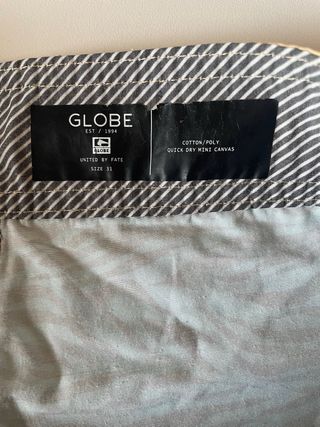 GLOBE
EST / 1994
GLOBE
UNITED BY FATE
SIZE 31
COTTON/POLY
QUICK DRY MINI CANVAS